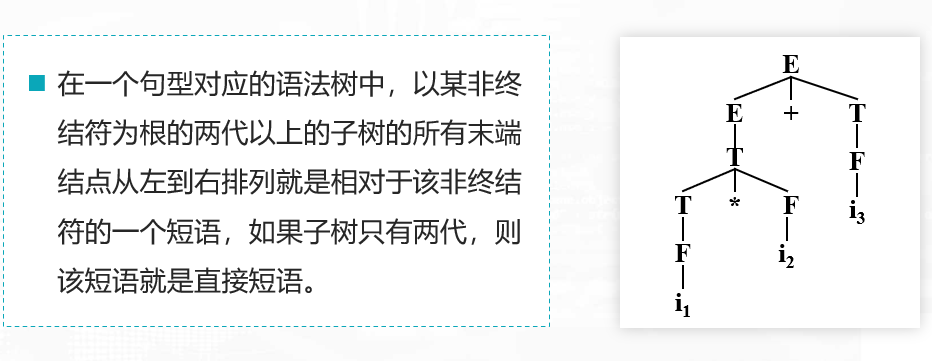 在一个句型对应的语法树中，以某非终
结符为根的两代以上的子树的所有末端
结点从左到右排列就是相对于该非终结
符的一个短语，如果子树只有两代，则
该短语就是直接短语。
E
E + T
T F
T * F i₃
F i₂
i₁